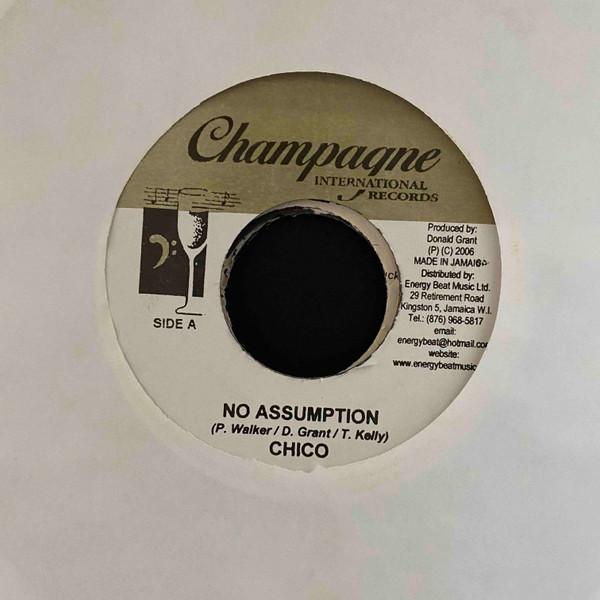 Champagne
INTERNATIONAL
RECORDS
Produced by:
Donald Grant
(P) (C) 2006
MADE IN JAMAICA
Distributed by:
Energy Beat Music Ltd.
29 Retirement Road
Kingston 5, Jamaica W.I.
Tel.: (876) 968-5817
email:
energybeat@hotmail.com
website:
www.energybeatmusic
SIDE A
NO ASSUMPTION
(P. Walker / D. Grant / T. Kelly)
CHICO